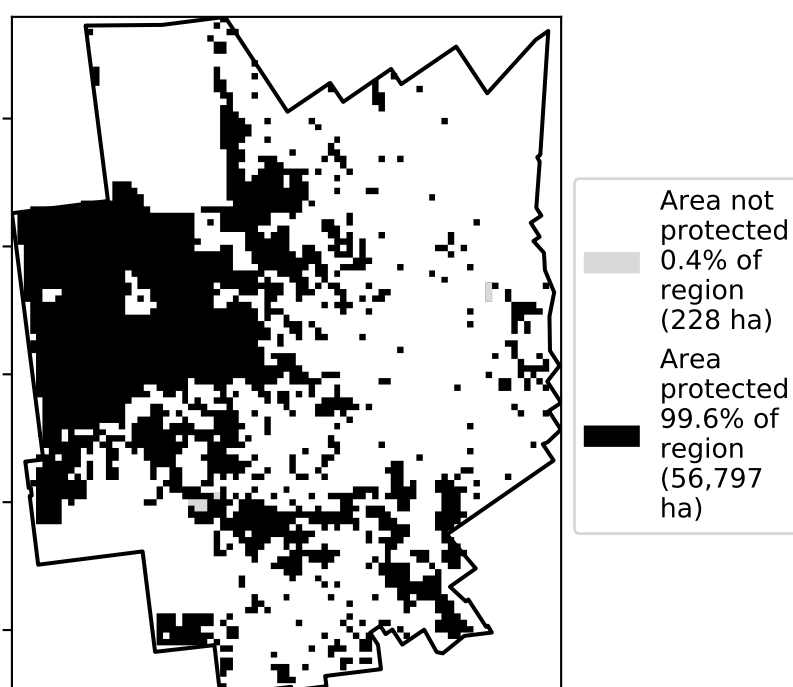 Area not
protected
0.4% of
region
(228 ha)
Area
protected
99.6% of
region
(56,797
ha)